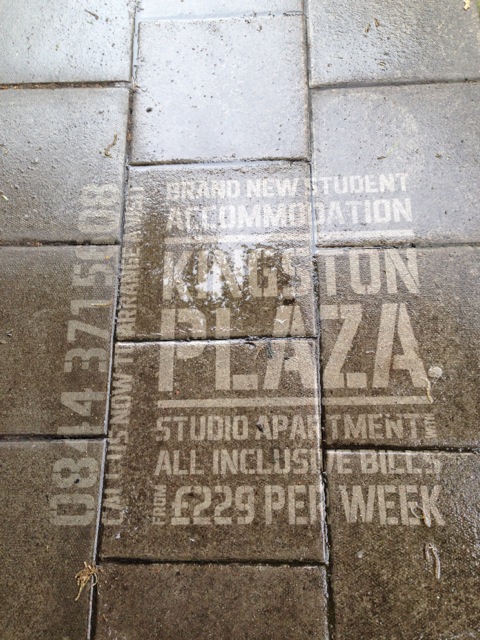 BRAND NEW STUDENT
ACCOMMODATION
KINGSTON
PLAZA.
STUDIO APARTMENTS
ALL INCLUSIVE BILLS
FROM £229 PER WEEK
CALL US NOW TO ARRANGE A VISIT
0844 3715008